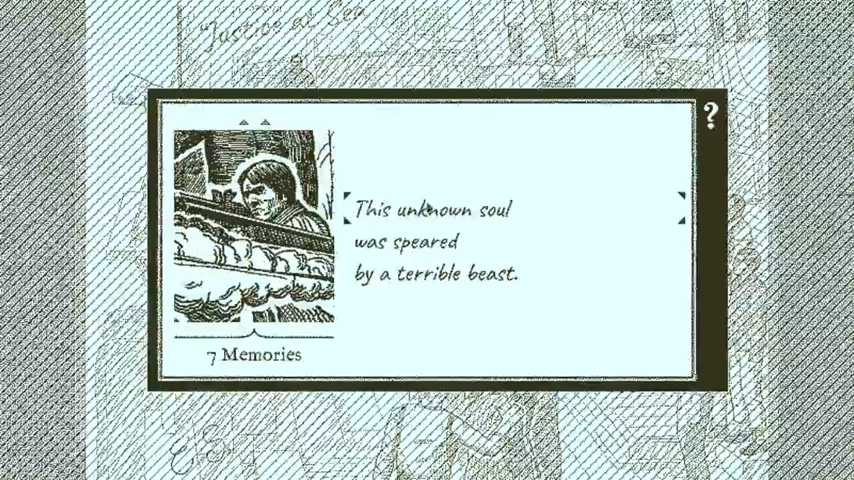 "Justice at Sea
?
This unknown soul
was speared
by a terrible beast.
7 Memories